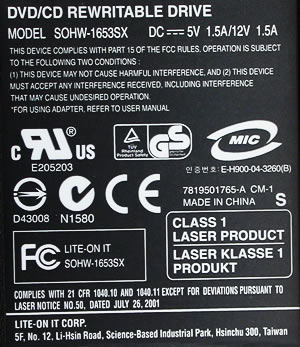 DVD/CD REWRITABLE DRIVE
MODEL SOHW-1653SX DC⎓5V 1.5A/12V 1.5A
THIS DEVICE COMPLIES WITH PART 15 OF THE FCC RULES. OPERATION IS SUBJECT
TO THE FOLLOWING TWO CONDITIONS :
(1) THIS DEVICE MAY NOT CAUSE HARMFUL INTERFERENCE, AND (2) THIS DEVICE
MUST ACCEPT ANY INTERFERENCE RECEIVED, INCLUDING INTERFERENCE
THAT MAY CAUSE UNDESIRED OPERATION.
*FOR USING ADAPTER, REFER TO USER MANUAL.
C RU US
E205203
TÜV
Rheinland
Product Safety
GS
MIC
인증번호: E-H900-04-3260(B)
D43008
N1580
CE
7819501765-A CM-1
MADE IN CHINA S
FC
LITE-ON IT
SOHW-1653SX
CLASS 1
LASER PRODUCT
LASER KLASSE 1
PRODUKT
COMPLIES WITH 21 CFR 1040.10 AND 1040.11 EXCEPT FOR DEVIATIONS PURSUANT TO
LASER NOTICE NO.50, DATED JULY 26, 2001
LITE-ON IT CORP.
5F, No. 12, Li-Hsin Road, Science-Based Industrial Park, Hsinchu 300, Taiwan